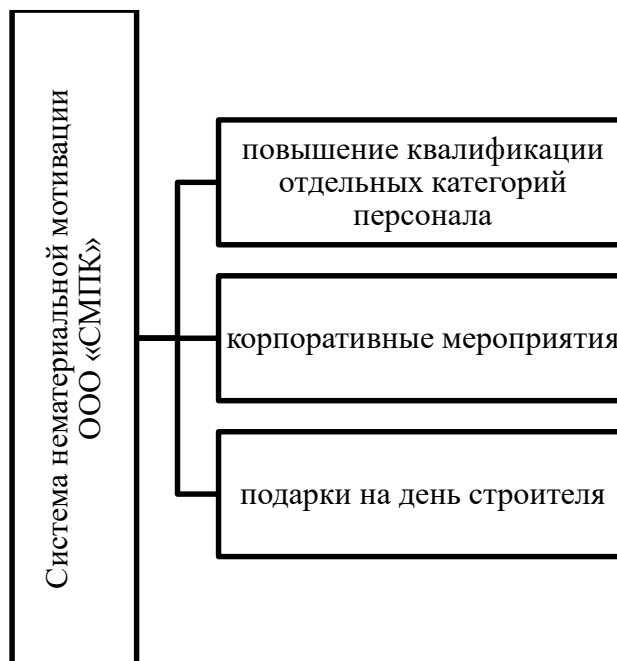 Система нематериальной мотивации
ООО «СМПК»
повышение квалификации
отдельных категорий
персонала
корпоративные мероприятия
подарки на день строителя